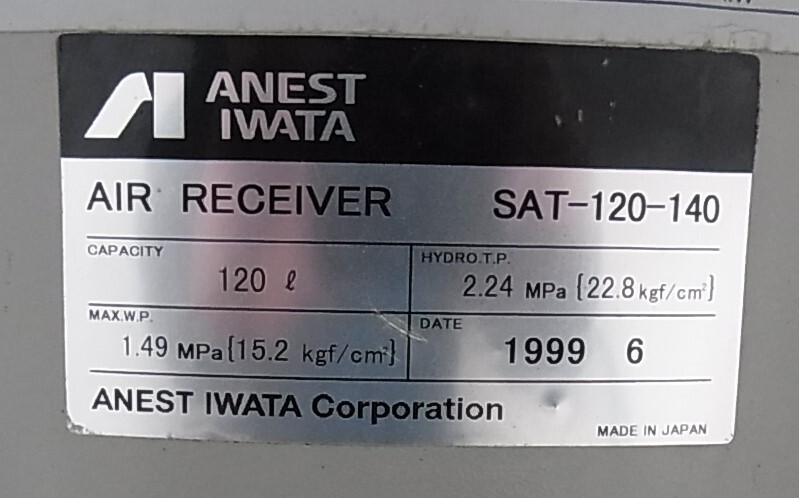 ANEST
IWATA
AIR RECEIVER SAT-120-140
CAPACITY
120 ℓ
HYDRO.T.P.
2.24 MPa {22.8 kgf/cm²}
MAX.W.P.
1.49 MPa {15.2 kgf/cm²}
DATE
1999 6
ANEST IWATA Corporation
MADE IN JAPAN